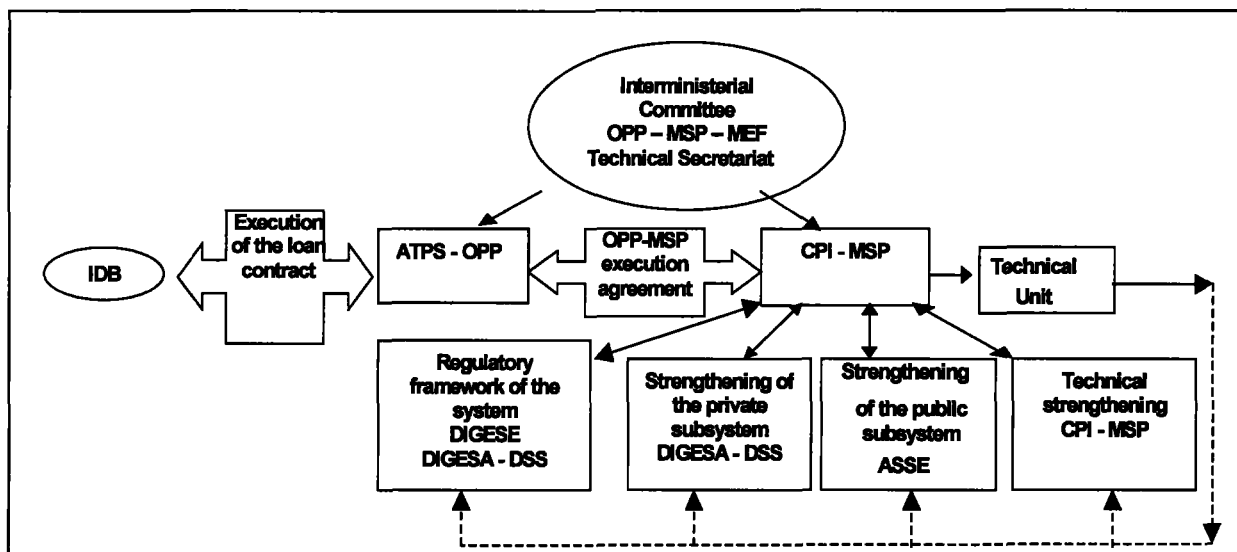 Interministerial
Committee
OPP – MSP – MEF
Technical Secretariat
IDB
Execution
of the loan
contract
ATPS - OPP
OPP-MSP
execution
agreement
CPI - MSP
Technical
Unit
Regulatory
framework of the
system
DIGESE
DIGESA - DSS
Strengthening of
the private
subsystem
DIGESA - DSS
Strengthening
of the public
subsystem
ASSE
Technical
strengthening
CPI - MSP